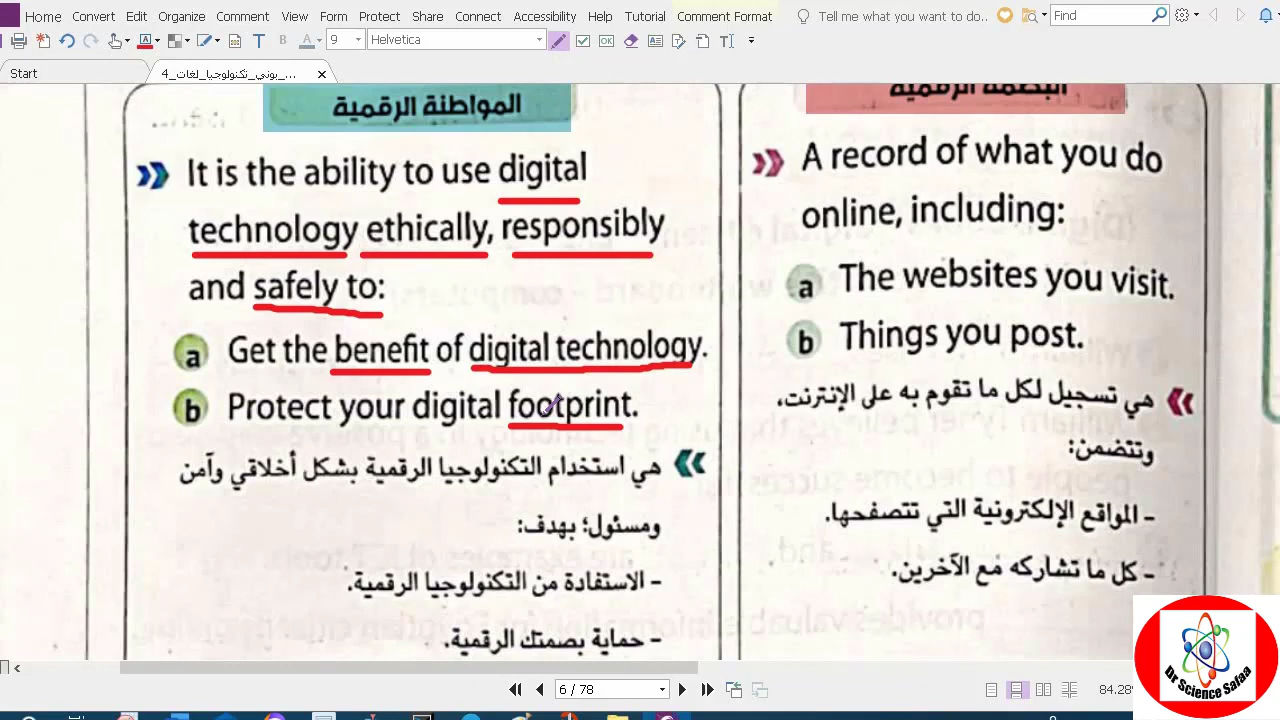 Home Convert Edit Organize Comment View Form Protect Share Connect Accessibility Help Tutorial Comment Format Tell me what you want to do.. Find
9 Helvetica
Start
4_بوني_تكنولوجيا_لغات_...
المواطنة الرقمية
It is the ability to use digital
technology ethically, responsibly
and safely to:
a Get the benefit of digital technology.
b Protect your digital footprint.
هي استخدام التكنولوجيا الرقمية بشكل أخلاقي وآمن
ومسئول؛ بهدف:
- الاستفادة من التكنولوجيا الرقمية.
- حماية بصمتك الرقمية.
البصمة الرقمية
A record of what you do
online, including:
a The websites you visit.
b Things you post.
هي تسجيل لكل ما تقوم به على الإنترنت،
وتتضمن:
- المواقع الإلكترونية التي تتصفحها.
- كل ما تشاركه مع الآخرين.
Dr Science Safaa
6 / 78
84.28